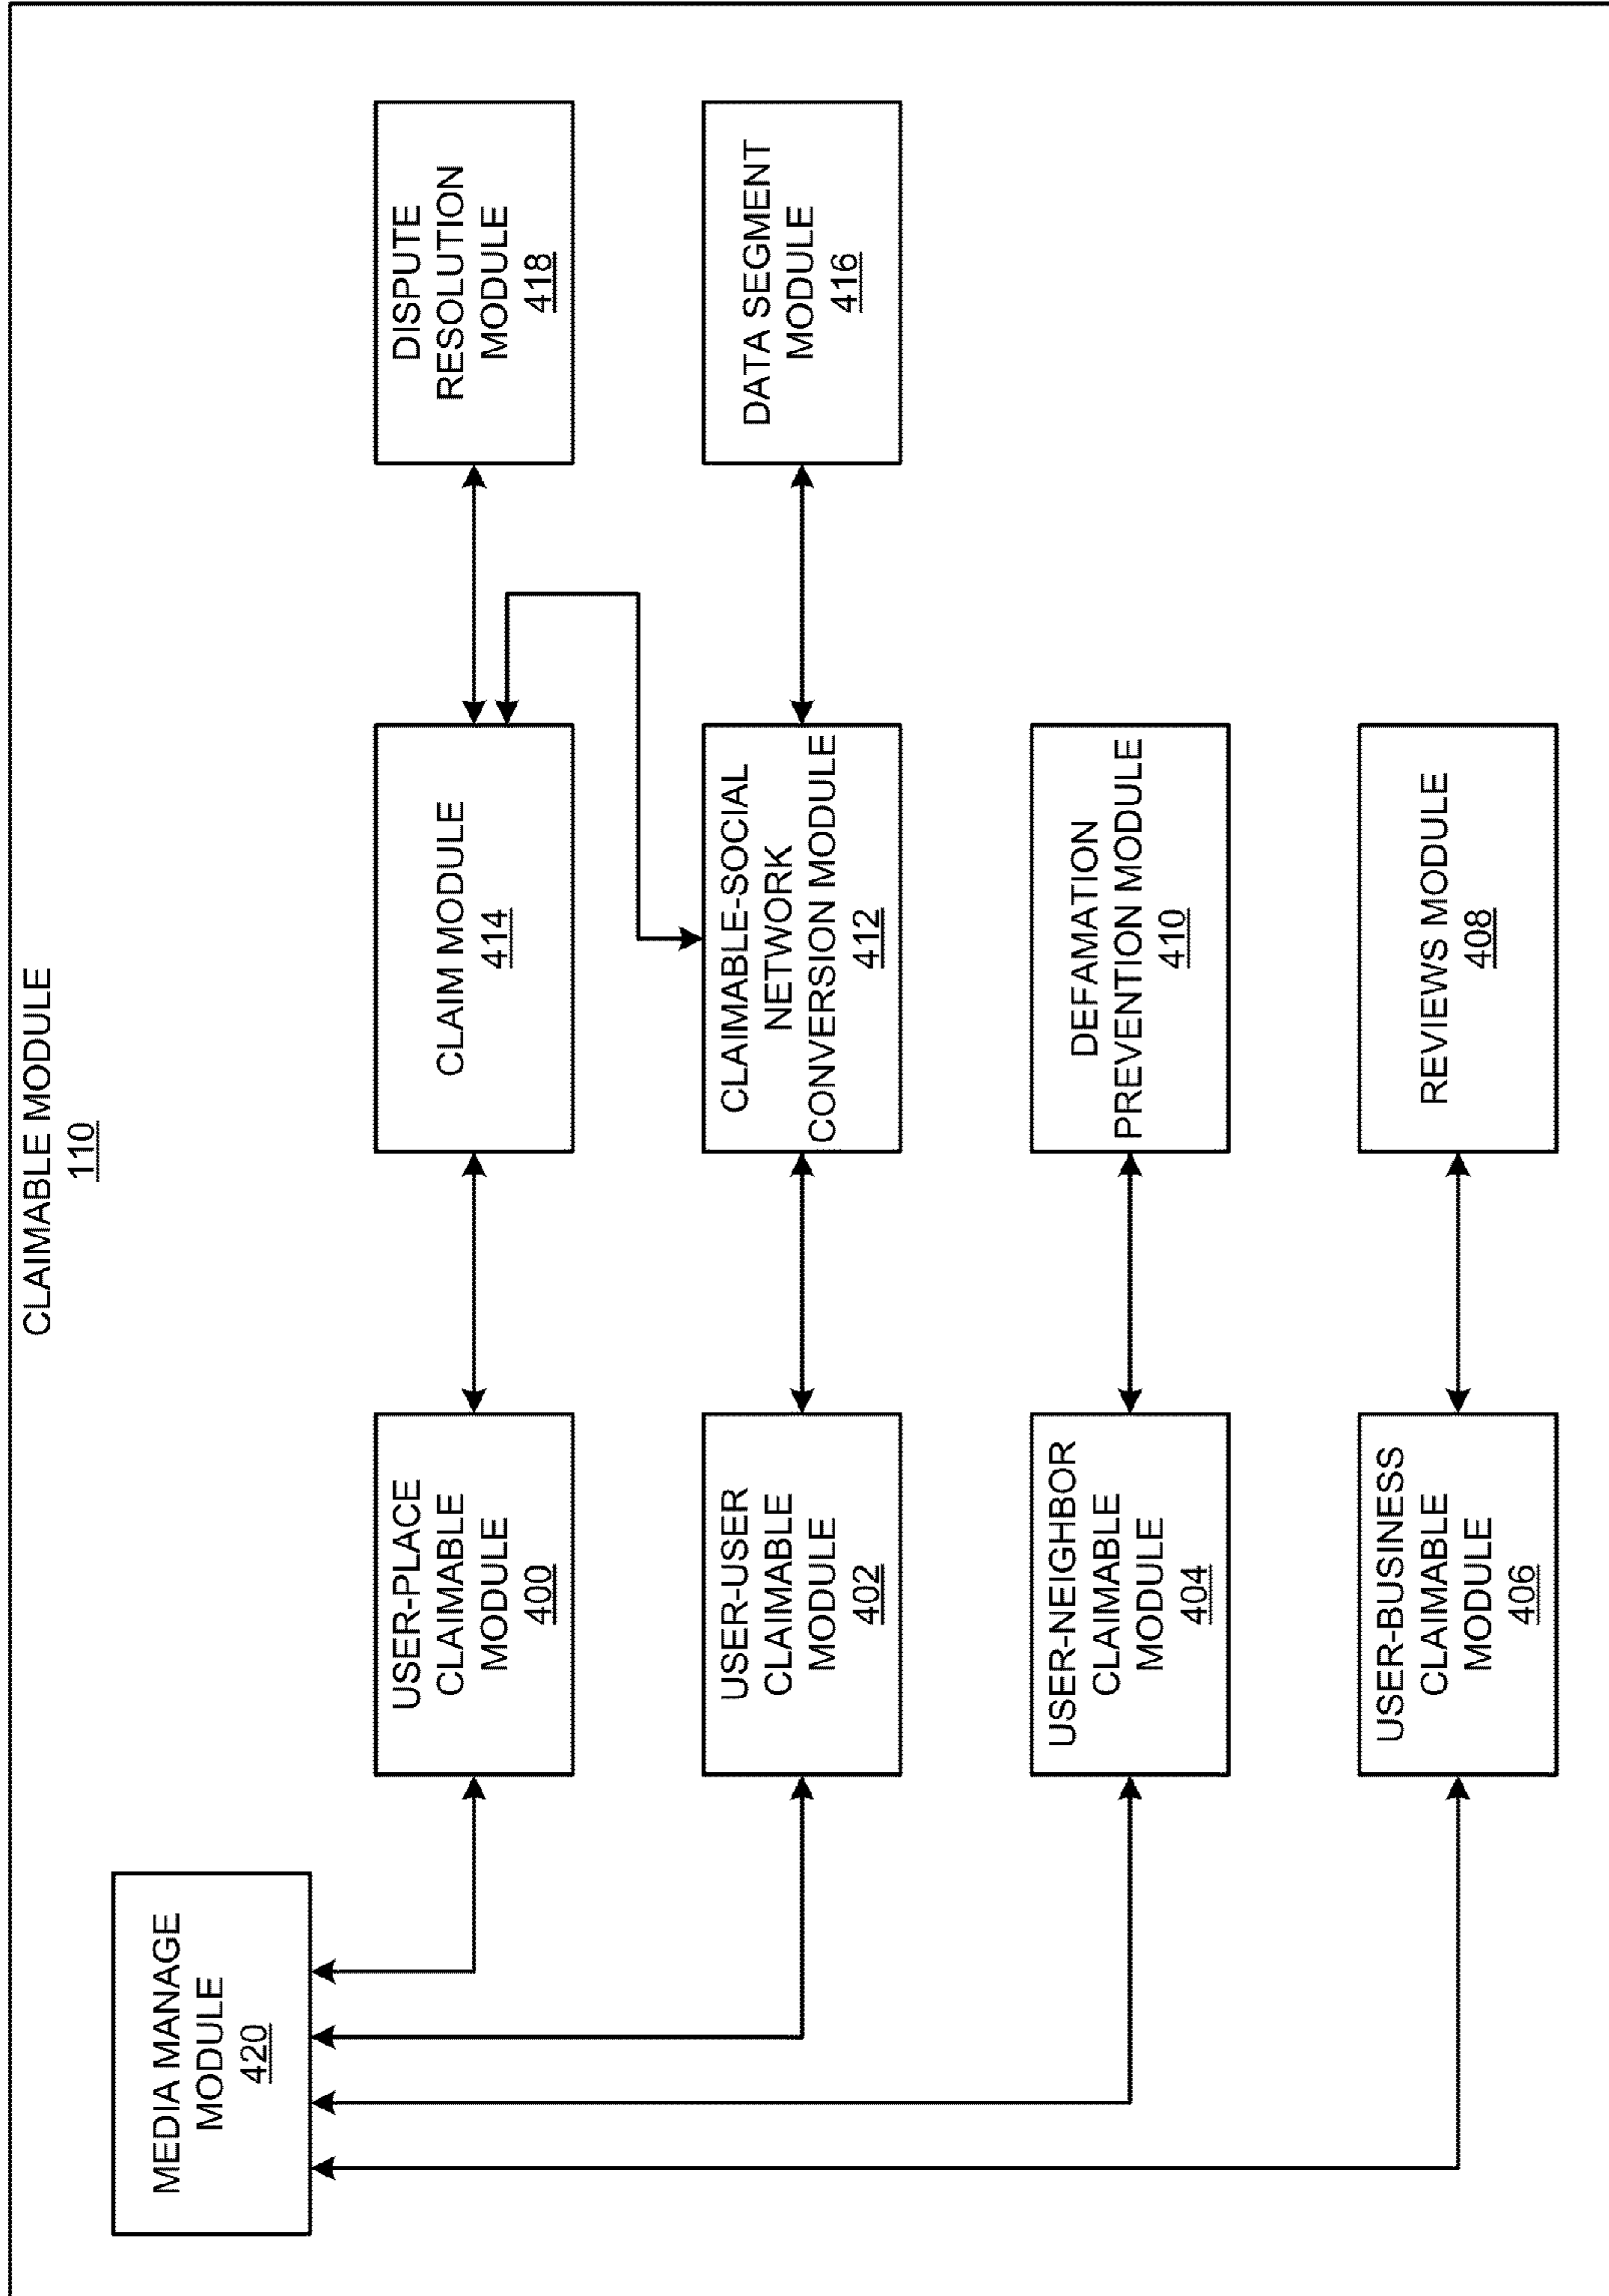 CLAIMABLE MODULE
110
MEDIA MANAGE
MODULE
420
USER-PLACE
CLAIMABLE
MODULE
400
CLAIM MODULE
414
DISPUTE
RESOLUTION
MODULE
418
USER-USER
CLAIMABLE
MODULE
402
CLAIMABLE-SOCIAL
NETWORK
CONVERSION MODULE
412
DATA SEGMENT
MODULE
416
USER-NEIGHBOR
CLAIMABLE
MODULE
404
DEFAMATION
PREVENTION MODULE
410
USER-BUSINESS
CLAIMABLE
MODULE
406
REVIEWS MODULE
408